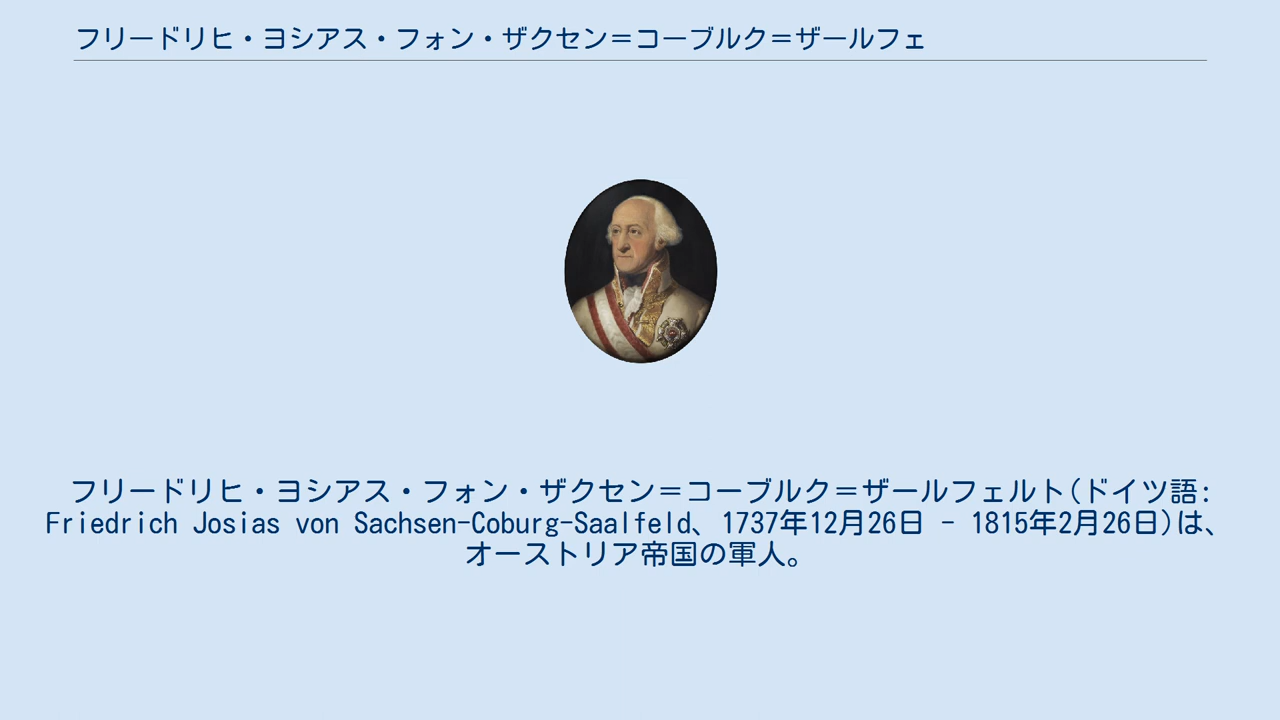 フリードリヒ・ヨシアス・フォン・ザクセン＝コーブルク＝ザールフェ
フリードリヒ・ヨシアス・フォン・ザクセン＝コーブルク＝ザールフェルト(ドイツ語:
Friedrich Josias von Sachsen-Coburg-Saalfeld、1737年12月26日 - 1815年2月26日)は、
オーストリア帝国の軍人。